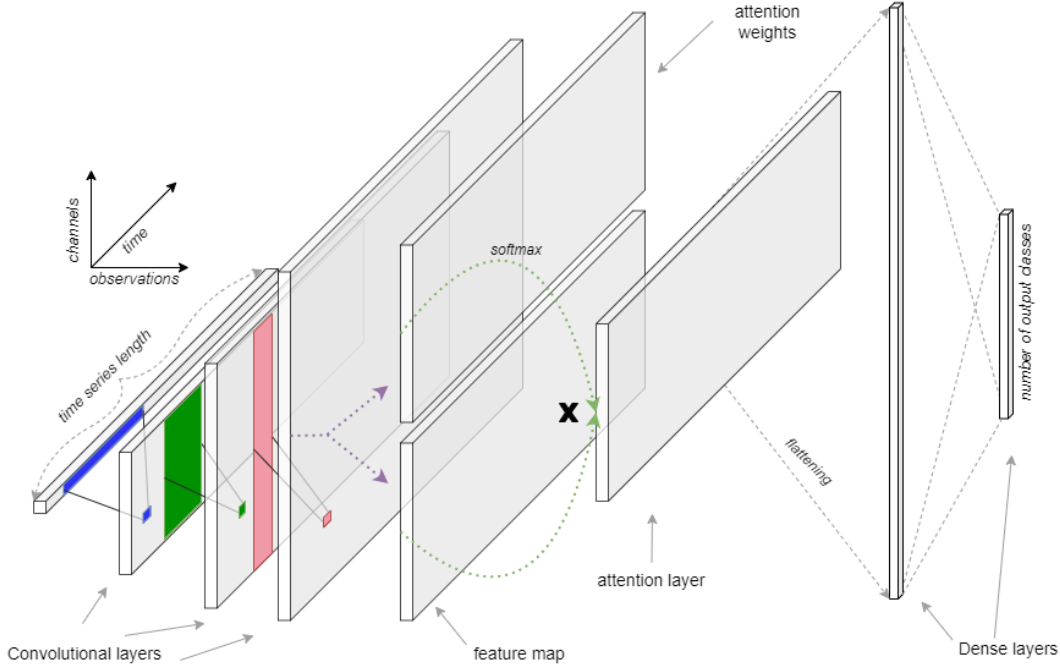 attention
weights
channels
time
observations
softmax
time series length
number of output classes
X
flattening
attention layer
Convolutional layers
feature map
Dense layers